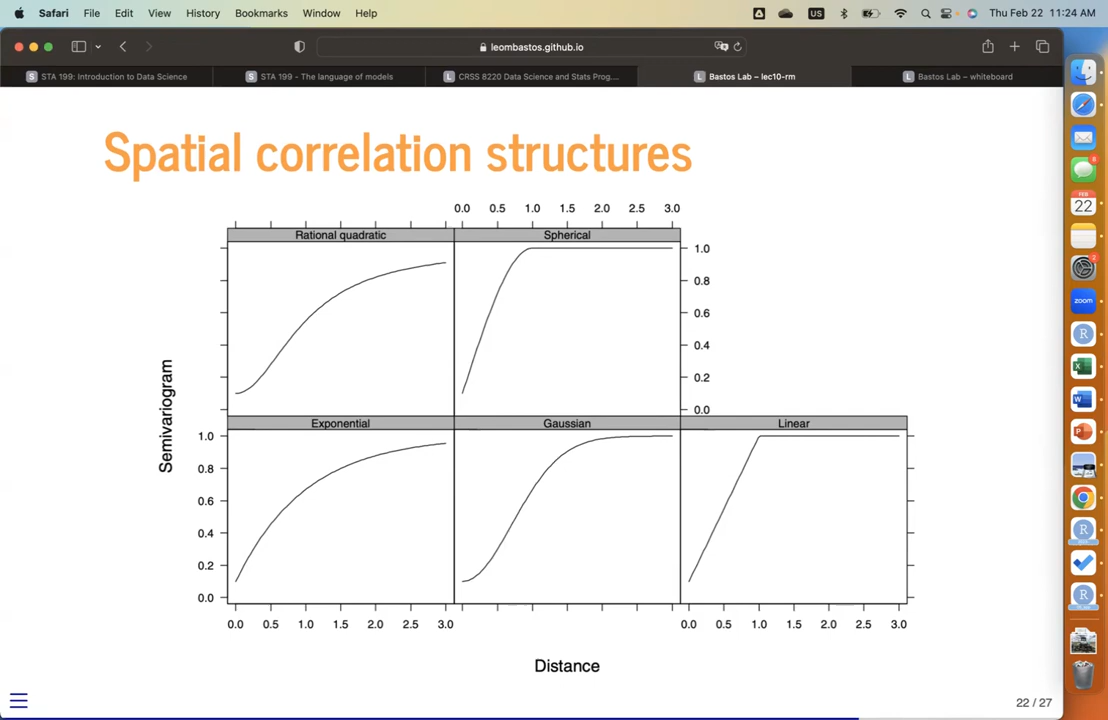 Safari File Edit View History Bookmarks Window Help US Thu Feb 22 11:24 AM
leombastos.github.io
S STA 199: Introduction to Data Science S STA 199 - The language of models L CRSS 8220 Data Science and Stats Prog.... L Bastos Lab – lec10-rm L Bastos Lab – whiteboard
Spatial correlation structures
0.0 0.5 1.0 1.5 2.0 2.5 3.0
Rational quadratic Spherical
1.0
0.8
0.6
0.4
0.2
0.0
Semivariogram
Exponential Gaussian Linear
1.0
0.8
0.6
0.4
0.2
0.0
0.0 0.5 1.0 1.5 2.0 2.5 3.0 0.0 0.5 1.0 1.5 2.0 2.5 3.0
Distance
22 / 27
8
FEB
22
2
zoom
R
X
W
P
R
R